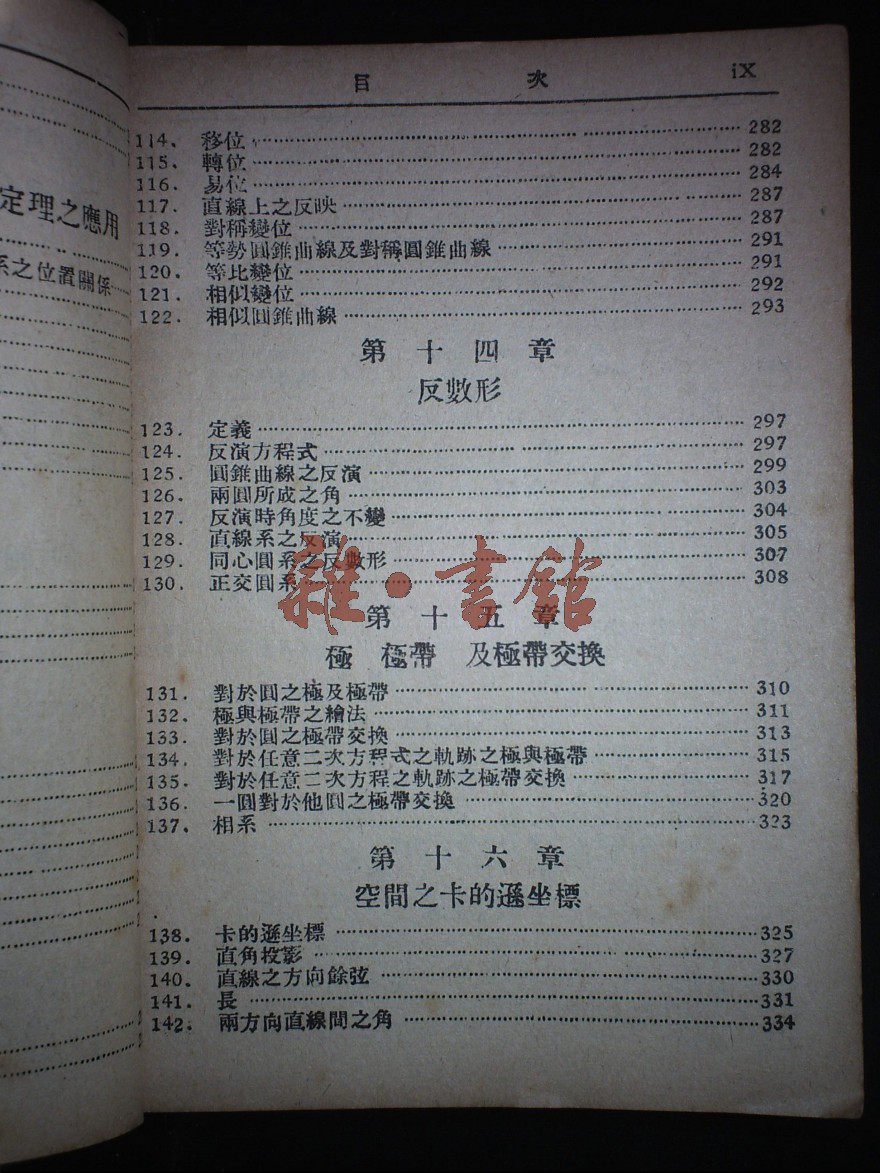 定理之應用
系之位置關係
目 次 iX
114. 移位 282
115. 轉位 282
116. 易位 284
117. 直線上之反映 287
118. 對稱變位 287
119. 等勢圓錐曲線及對稱圓錐曲線 291
120. 等比變位 291
121. 相似變位 292
122. 相似圓錐曲線 293
第十四章
反數形
123. 定義 297
124. 反演方程式 297
125. 圓錐曲線之反演 299
126. 兩圓所成之角 303
127. 反演時角度之不變 304
128. 直線系之反演 305
129. 同心圓系之反數形 307
130. 正交圓系 308
雜·書館
第十五章
極 極帶 及極帶交換
131. 對於圓之極及極帶 310
132. 極與極帶之繪法 311
133. 對於圓之極帶交換 313
134. 對於任意二次方程式之軌跡之極與極帶 315
135. 對於任意二次方程之軌跡之極帶交換 317
136. 一圓對於他圓之極帶交換 320
137. 相系 323
第十六章
空間之卡的遜坐標
138. 卡的遜坐標 325
139. 直角投影 327
140. 直線之方向餘弦 330
141. 長 331
142. 兩方向直線間之角 334